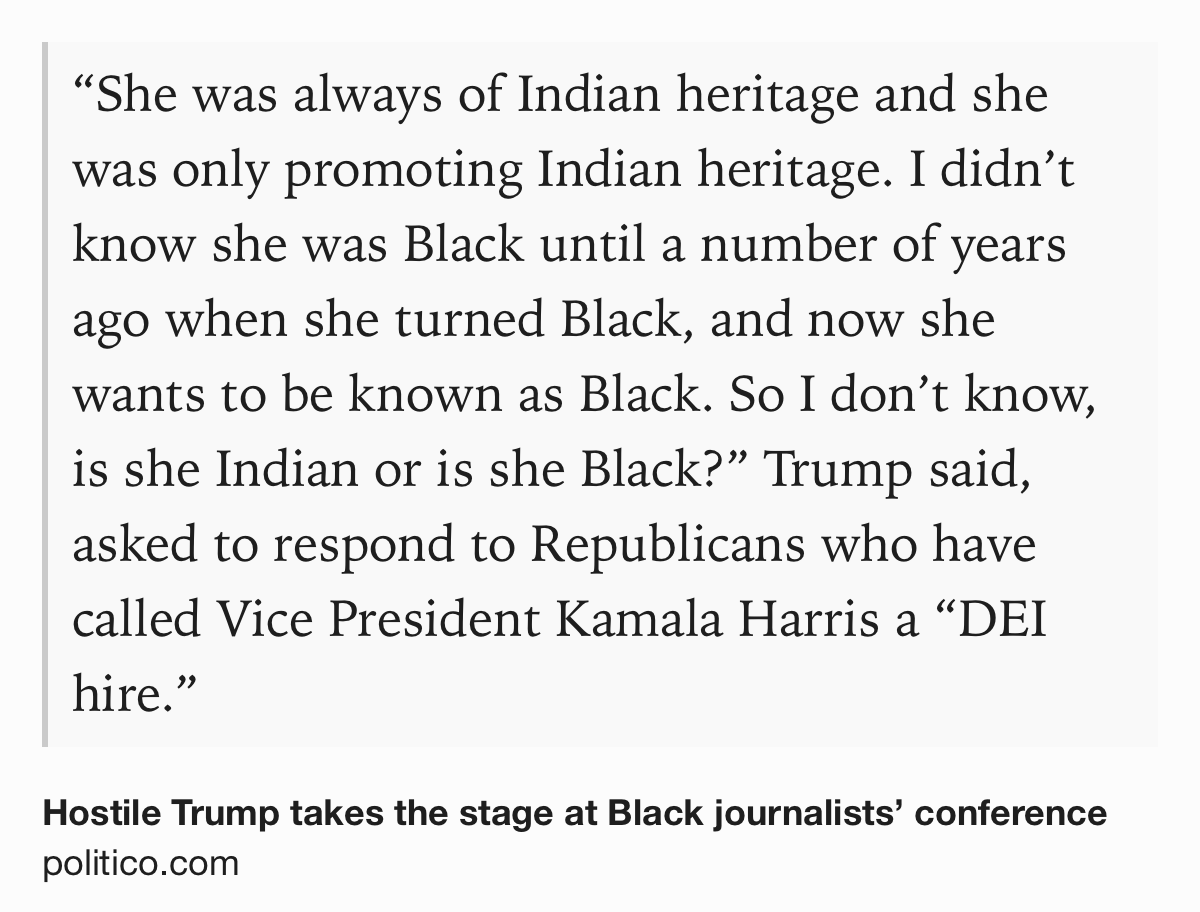 “She was always of Indian heritage and she
was only promoting Indian heritage. I didn’t
know she was Black until a number of years
ago when she turned Black, and now she
wants to be known as Black. So I don’t know,
is she Indian or is she Black?” Trump said,
asked to respond to Republicans who have
called Vice President Kamala Harris a “DEI
hire.”
Hostile Trump takes the stage at Black journalists’ conference
politico.com